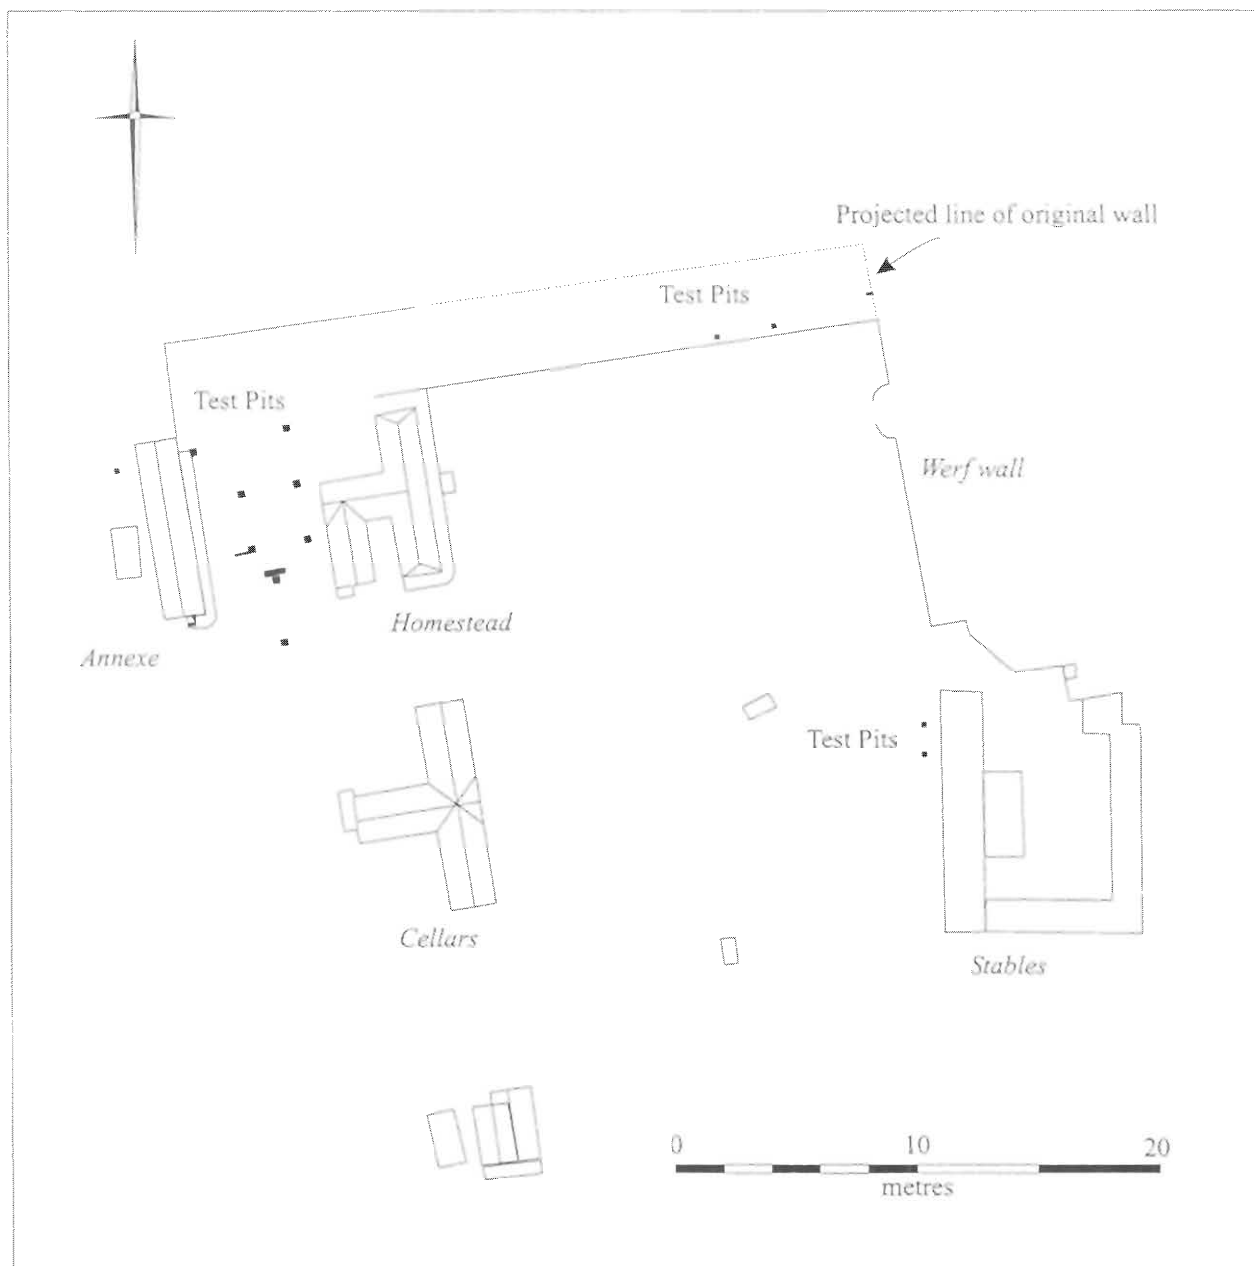 Projected line of original wall
Test Pits
Test Pits
Werf wall
Homestead
Annexe
Test Pits
Cellars
Stables
0 10 20
metres